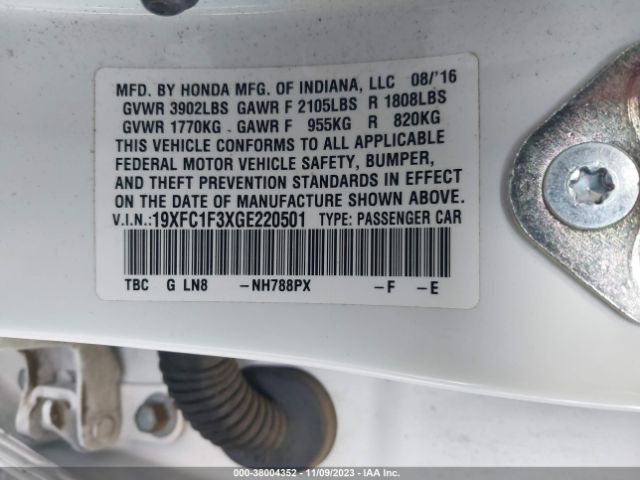 MFD. BY HONDA MFG. OF INDIANA, LLC 08/'16
GVWR 3902LBS GAWR F 2105LBS R 1808LBS
GVWR 1770KG - GAWR F 955KG R 820KG
THIS VEHICLE CONFORMS TO ALL APPLICABLE
FEDERAL MOTOR VEHICLE SAFETY, BUMPER,
AND THEFT PREVENTION STANDARDS IN EFFECT
ON THE DATE OF MANUFACTURE SHOWN ABOVE.
V.I.N.:19XFC1F3XGE220501 TYPE: PASSENGER CAR
TBC G LN8 -NH788PX -F -E
000-38004352 - 11/09/2023 - IAA Inc.